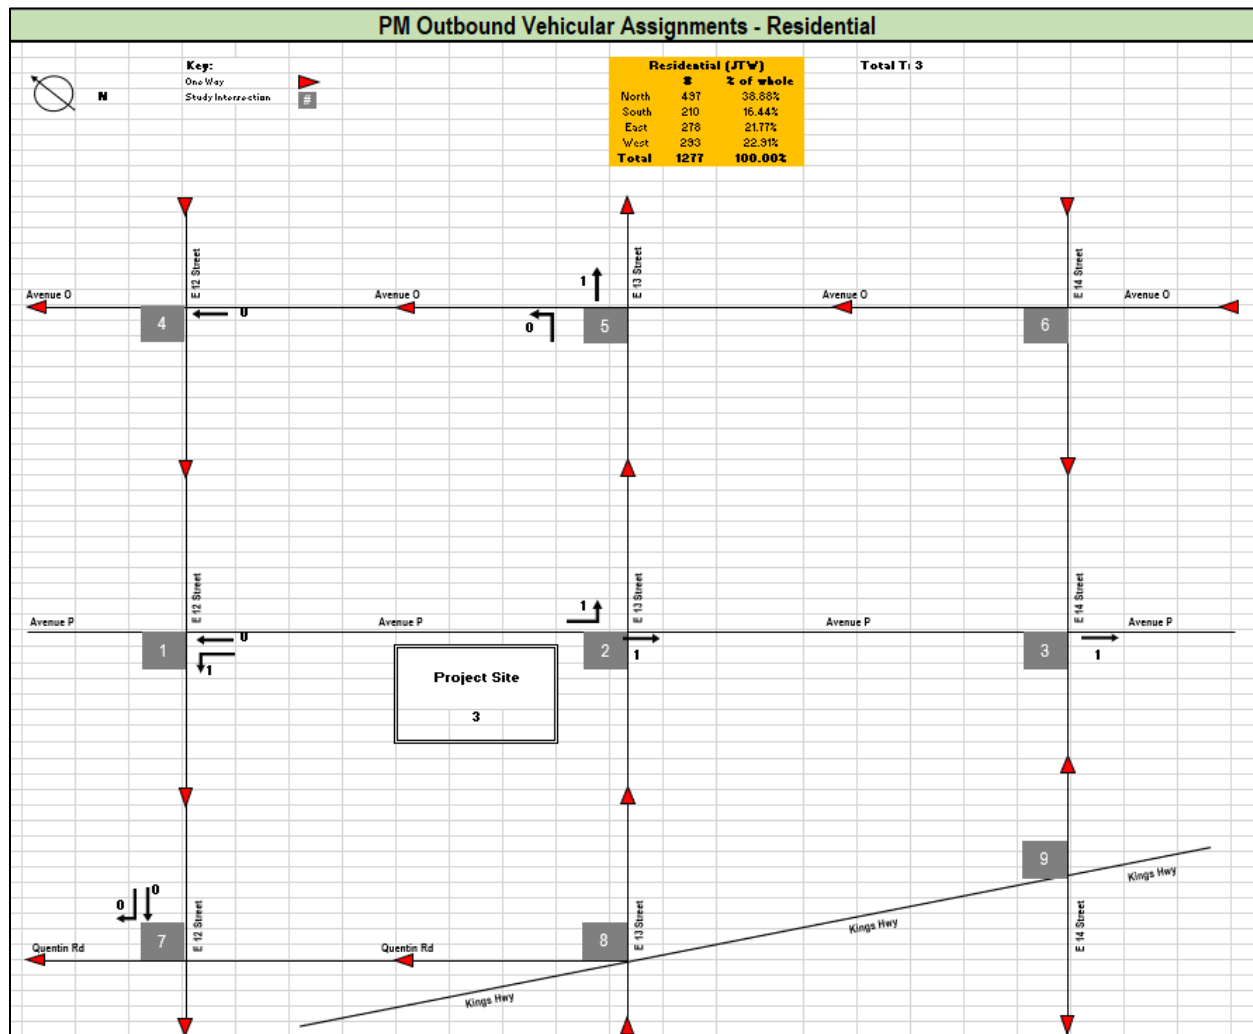 PM Outbound Vehicular Assignments - Residential
Key:
One Way
Study Intersection #
N
Residential (JTW)
# % of whole
North 497 38.88%
South 210 16.44%
East 278 21.77%
West 293 22.91%
Total 1277 100.00%
Total T: 3
E 12 Street
E 13 Street
E 14 Street
1
Avenue O
Avenue O
Avenue O
Avenue O
4
0
0
5
6
E 12 Street
E 13 Street
E 14 Street
1
Avenue P
Avenue P
Avenue P
Avenue P
1
0
1
2
1
3
1
Project Site
3
9
Kings Hwy
Kings Hwy
Kings Hwy
0
0
7
E 12 Street
8
E 13 Street
E 14 Street
Quentin Rd
Quentin Rd